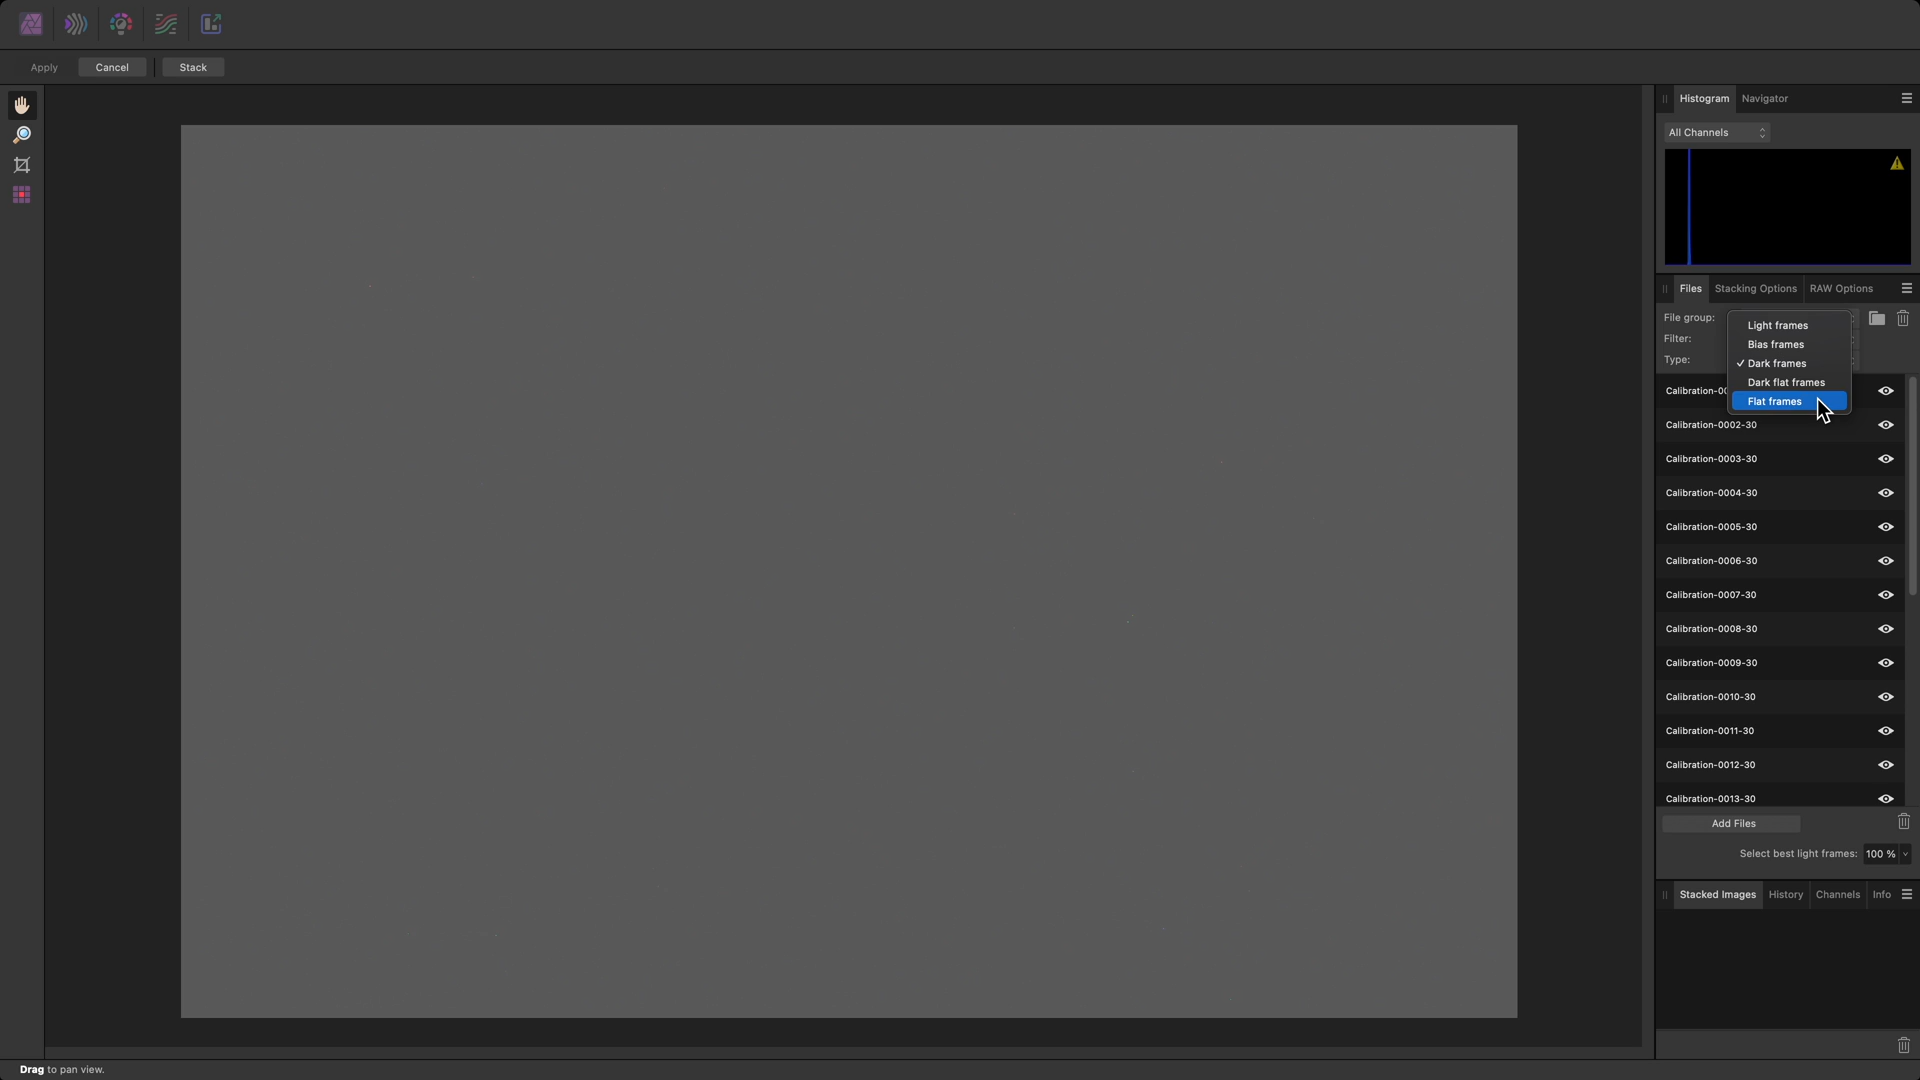 Apply Cancel Stack
Histogram Navigator
All Channels
Files Stacking Options RAW Options
File group:
Filter:
Type:
Light frames
Bias frames
✓ Dark frames
Dark flat frames
Flat frames
Calibration-00
Calibration-0002-30
Calibration-0003-30
Calibration-0004-30
Calibration-0005-30
Calibration-0006-30
Calibration-0007-30
Calibration-0008-30
Calibration-0009-30
Calibration-0010-30
Calibration-0011-30
Calibration-0012-30
Calibration-0013-30
Add Files
Select best light frames: 100 %
Stacked Images History Channels Info
Drag to pan view.